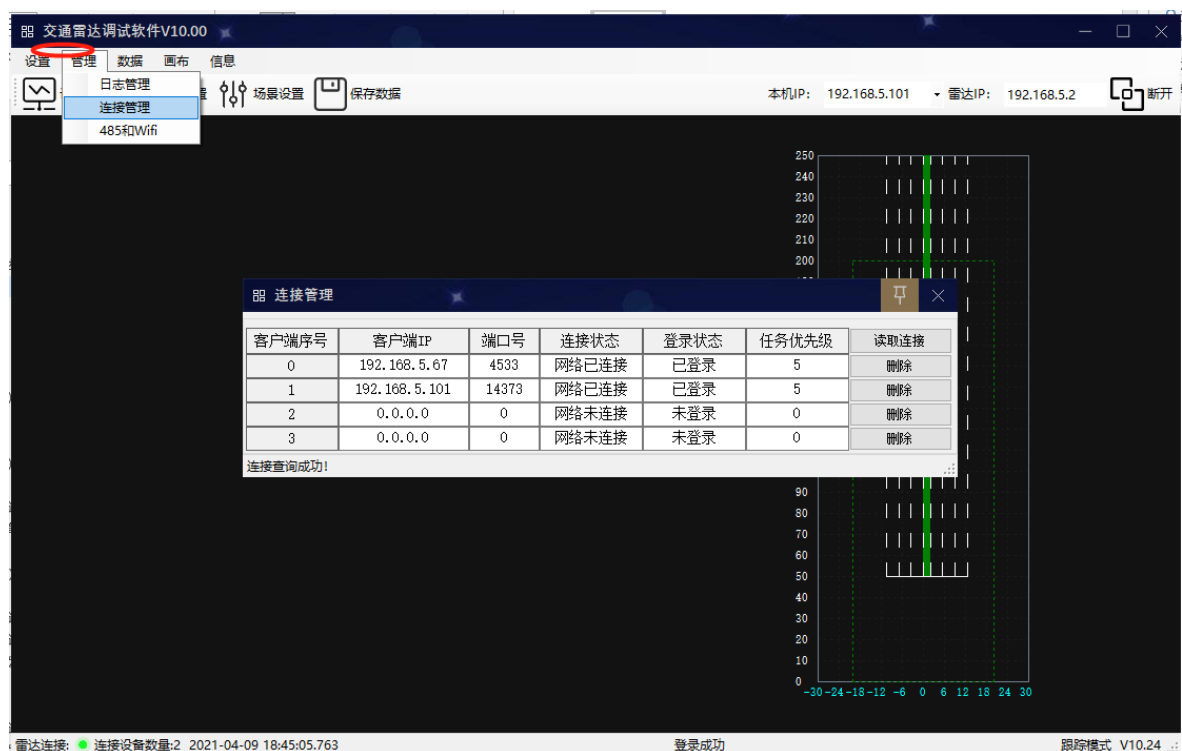 交通雷达调试软件V10.00
设置 管理 数据 画布 信息
日志管理
连接管理
485和Wifi
场景设置 保存数据 本机IP: 192.168.5.101 雷达IP: 192.168.5.2 断开
250
240
230
220
210
200
连接管理
客户端序号 客户端IP 端口号 连接状态 登录状态 任务优先级 读取连接
0 192.168.5.67 4533 网络已连接 已登录 5 删除
1 192.168.5.101 14373 网络已连接 已登录 5 删除
2 0.0.0.0 0 网络未连接 未登录 0 删除
3 0.0.0.0 0 网络未连接 未登录 0 删除
连接查询成功!
90
80
70
60
50
40
30
20
10
0
-30 -24 -18 -12 -6 0 6 12 18 24 30
雷达连接: 连接设备数量:2 2021-04-09 18:45:05.763 登录成功 跟踪模式 V10.24